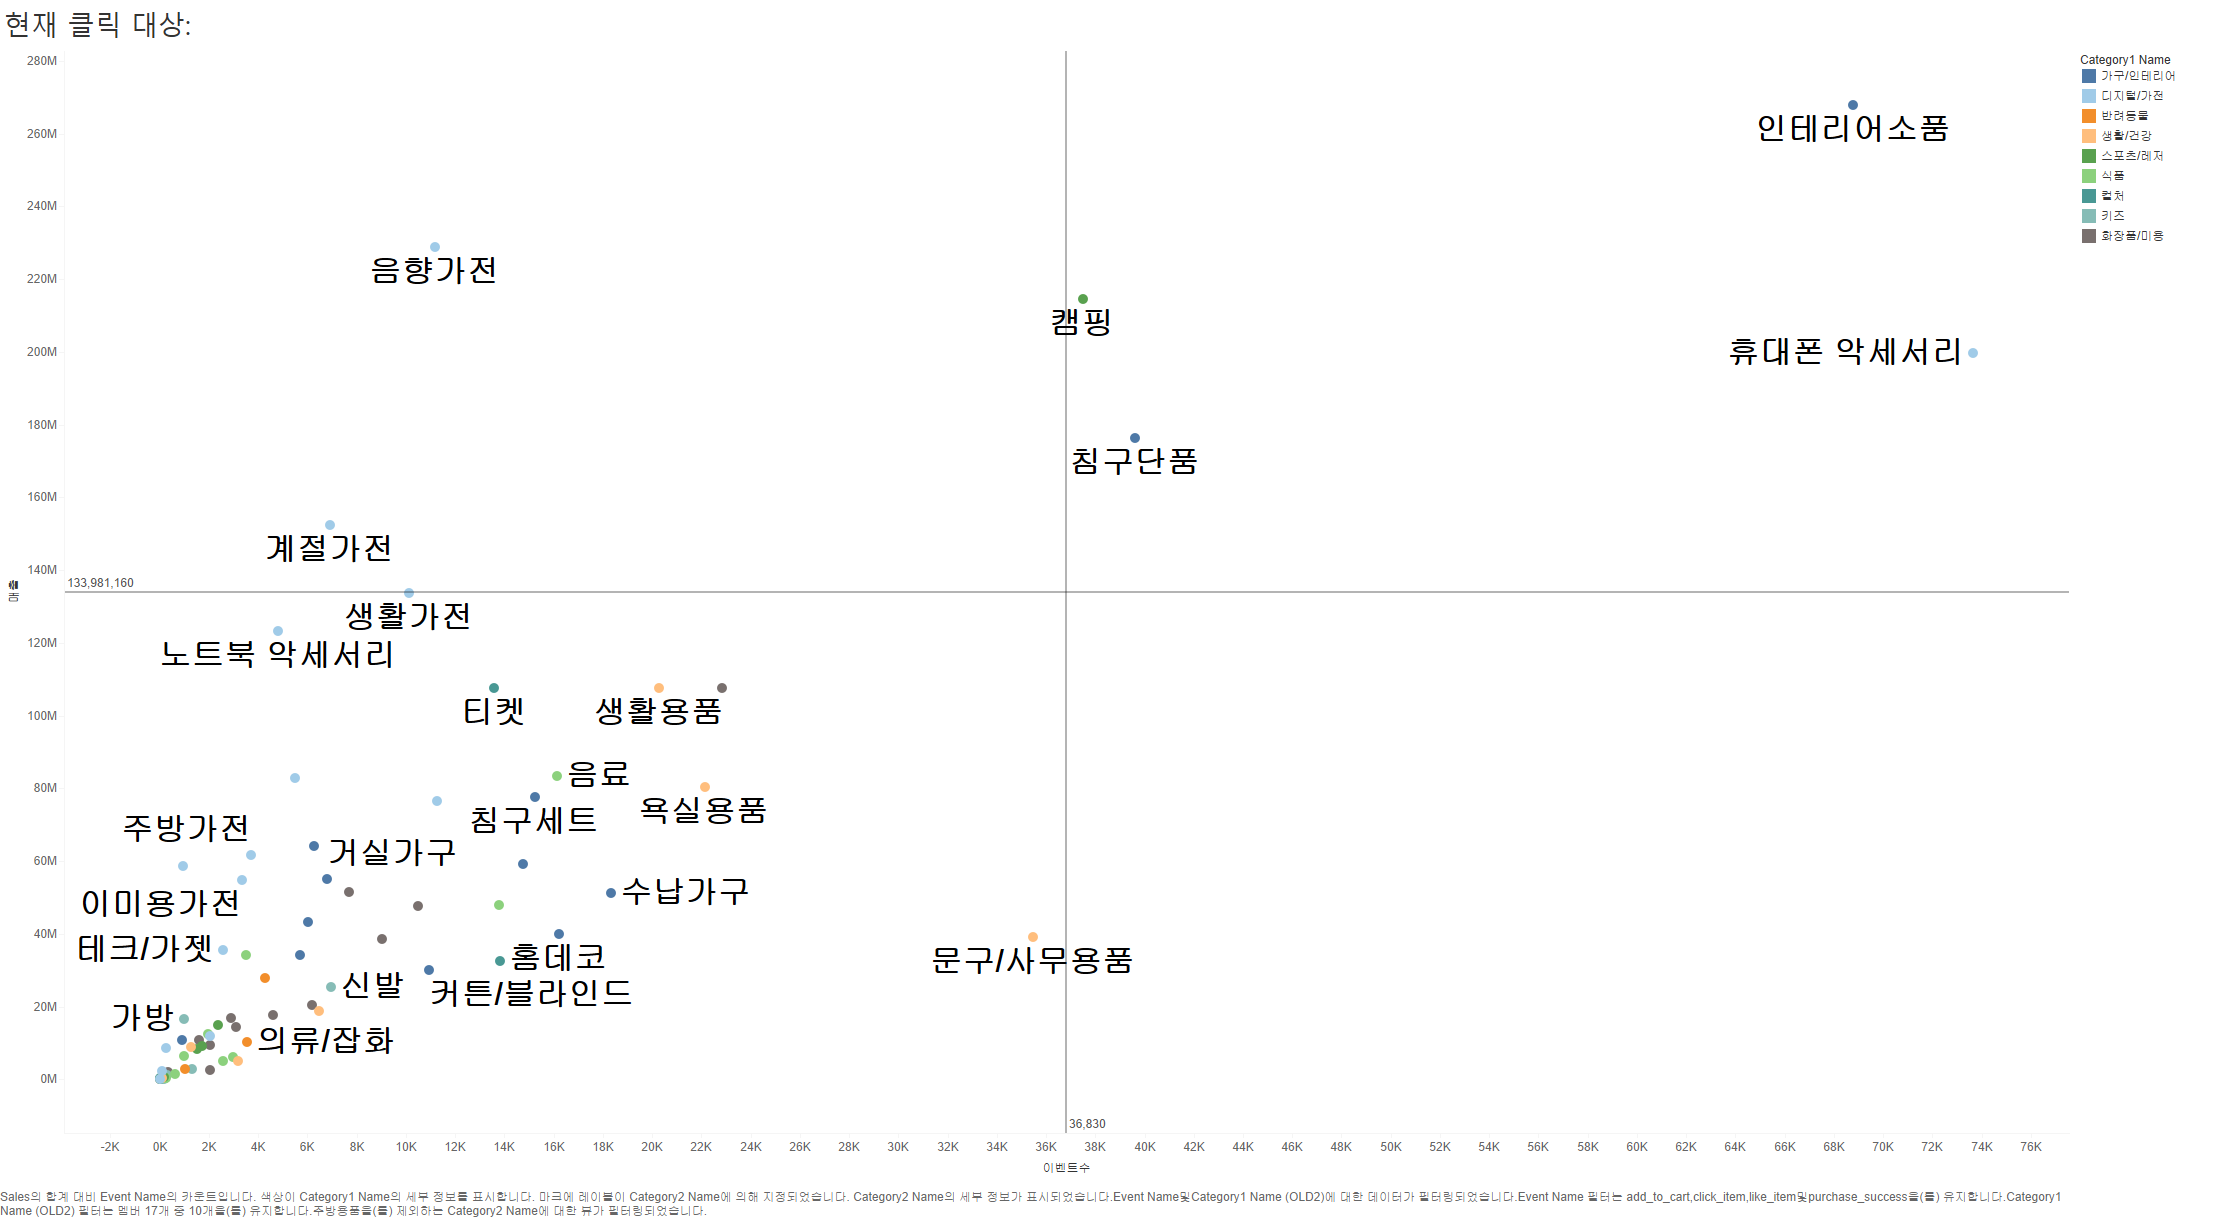 현재 클릭 대상:
280M
260M
240M
220M
200M
180M
160M
140M
120M
100M
80M
60M
40M
20M
0M
매출
133,981,160
36,830
인테리어소품
음향가전
캠핑
휴대폰 악세서리
침구단품
계절가전
생활가전
노트북 악세서리
티켓
생활용품
음료
욕실용품
침구세트
주방가전
거실가구
이미용가전
수납가구
테크/가젯
홈데코
문구/사무용품
신발
커튼/블라인드
가방
의류/잡화
-2K 0K 2K 4K 6K 8K 10K 12K 14K 16K 18K 20K 22K 24K 26K 28K 30K 32K 34K 36K 38K 40K 42K 44K 46K 48K 50K 52K 54K 56K 58K 60K 62K 64K 66K 68K 70K 72K 74K 76K
이벤트수
Category1 Name
가구/인테리어
디지털/가전
반려동물
생활/건강
스포츠/레저
식품
컬처
키즈
화장품/미용
Sales의 합계 대비 Event Name의 카운트입니다. 색상이 Category1 Name의 세부 정보를 표시합니다. 마크에 레이블이 Category2 Name에 의해 지정되었습니다. Category2 Name의 세부 정보가 표시되었습니다.Event Name및Category1 Name (OLD2)에 대한 데이터가 필터링되었습니다.Event Name 필터는 add_to_cart,click_item,like_item및purchase_success을(를) 유지합니다.Category1
Name (OLD2) 필터는 멤버 17개 중 10개을(를) 유지합니다.주방용품을(를) 제외하는 Category2 Name에 대한 뷰가 필터링되었습니다.